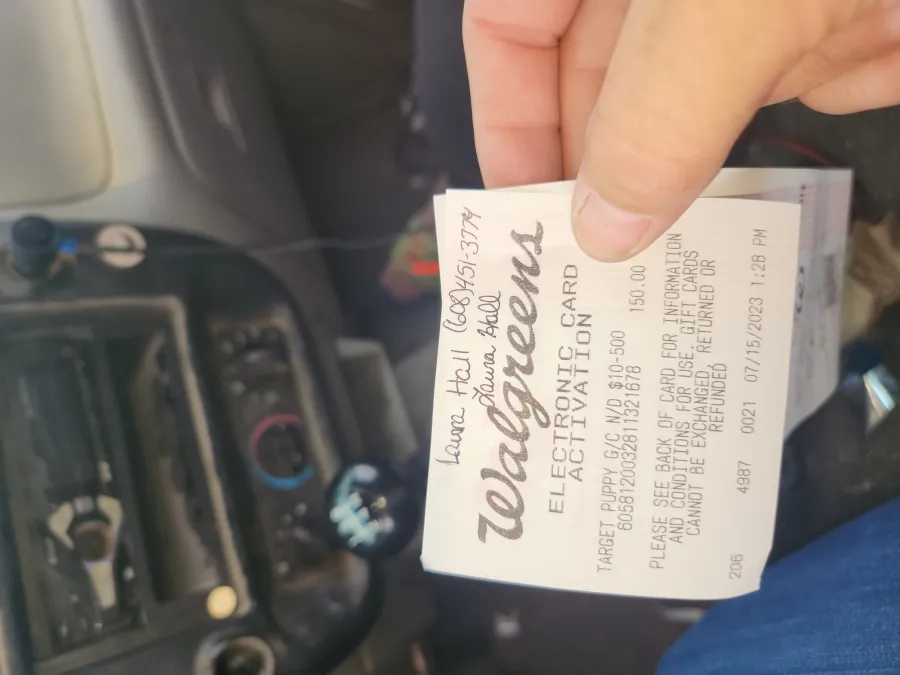 Laura Hall (608)451-3774
Laura Hall
Walgreens
ELECTRONIC CARD
ACTIVATION
TARGET PUPPY G/C N/D $10-500
6058120032811321678 150.00
PLEASE SEE BACK OF CARD FOR INFORMATION
AND CONDITIONS FOR USE. GIFT CARDS
CANNOT BE EXCHANGED, RETURNED OR
REFUNDED
206 4987 0021 07/15/2023 1:28 PM